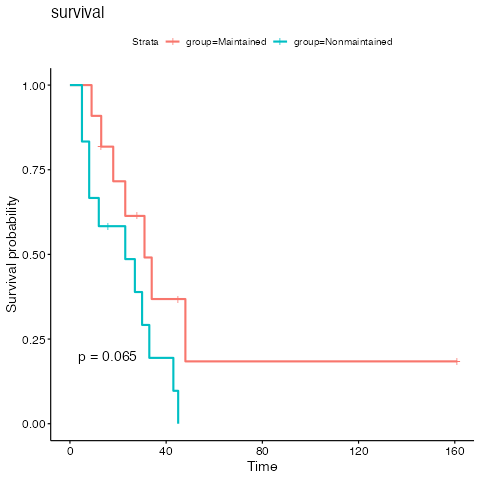 survival
Strata group=Maintained group=Nonmaintained
1.00
0.75
0.50
0.25
0.00
Survival probability
p = 0.065
0 40 80 120 160
Time